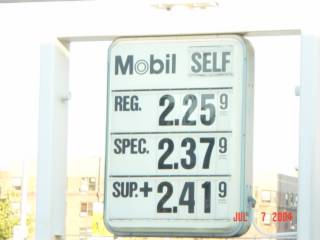 Mobil SELF
REG. 2.25 9
SPEC. 2.37 9
SUP.+ 2.41 9
JUL 7 2004